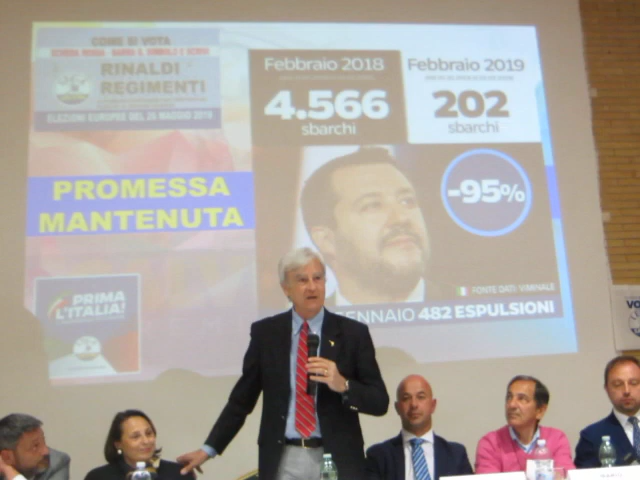 COME SI VOTA
RINALDI
REGIMENTI
ELEZIONI EUROPEE DEL 26 MAGGIO 2019
PROMESSA
MANTENUTA
PRIMA
L'ITALIA!
Febbraio 2018
4.566
sbarchi
Febbraio 2019
202
sbarchi
-95%
FONTE DATI: VIMINALE
GENNAIO 482 ESPULSIONI